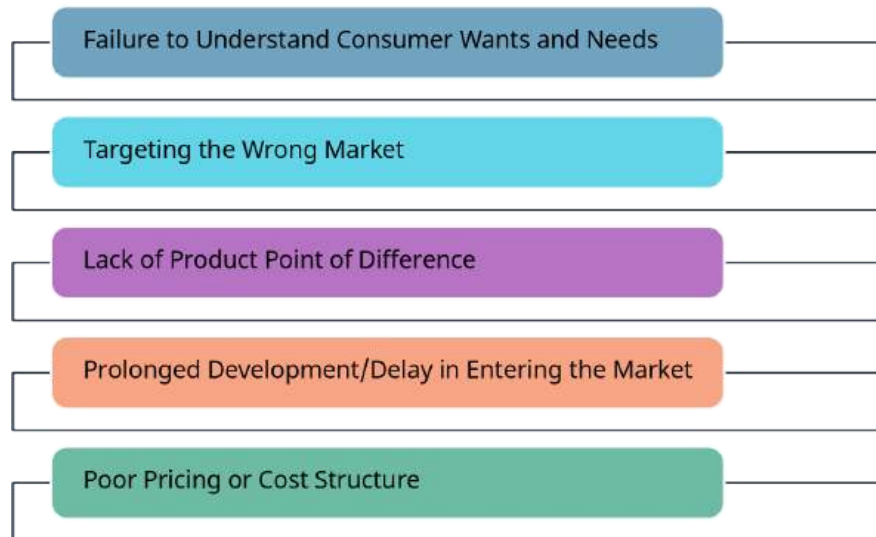 Failure to Understand Consumer Wants and Needs
Targeting the Wrong Market
Lack of Product Point of Difference
Prolonged Development/Delay in Entering the Market
Poor Pricing or Cost Structure